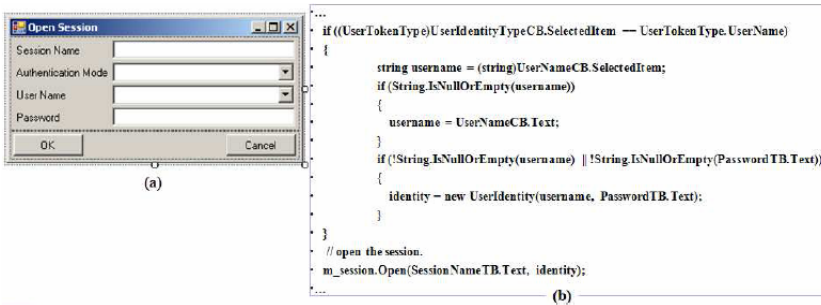 Open Session
Session Name
Authentication Mode
User Name
Password
OK Cancel
(a)
...
if ((UserTokenType)UserIdentityTypeCB.SelectedItem == UserTokenType.UserName)
{
string username = (string)UserNameCB.SelectedItem;
if (String.IsNullOrEmpty(username))
{
username = UserNameCB.Text;
}
if (!String.IsNullOrEmpty(username) || !String.IsNullOrEmpty(PasswordTB.Text))
{
identity = new UserIdentity(username, PasswordTB.Text);
}
}
// open the session.
m_session.Open(SessionNameTB.Text, identity);
...
(b)